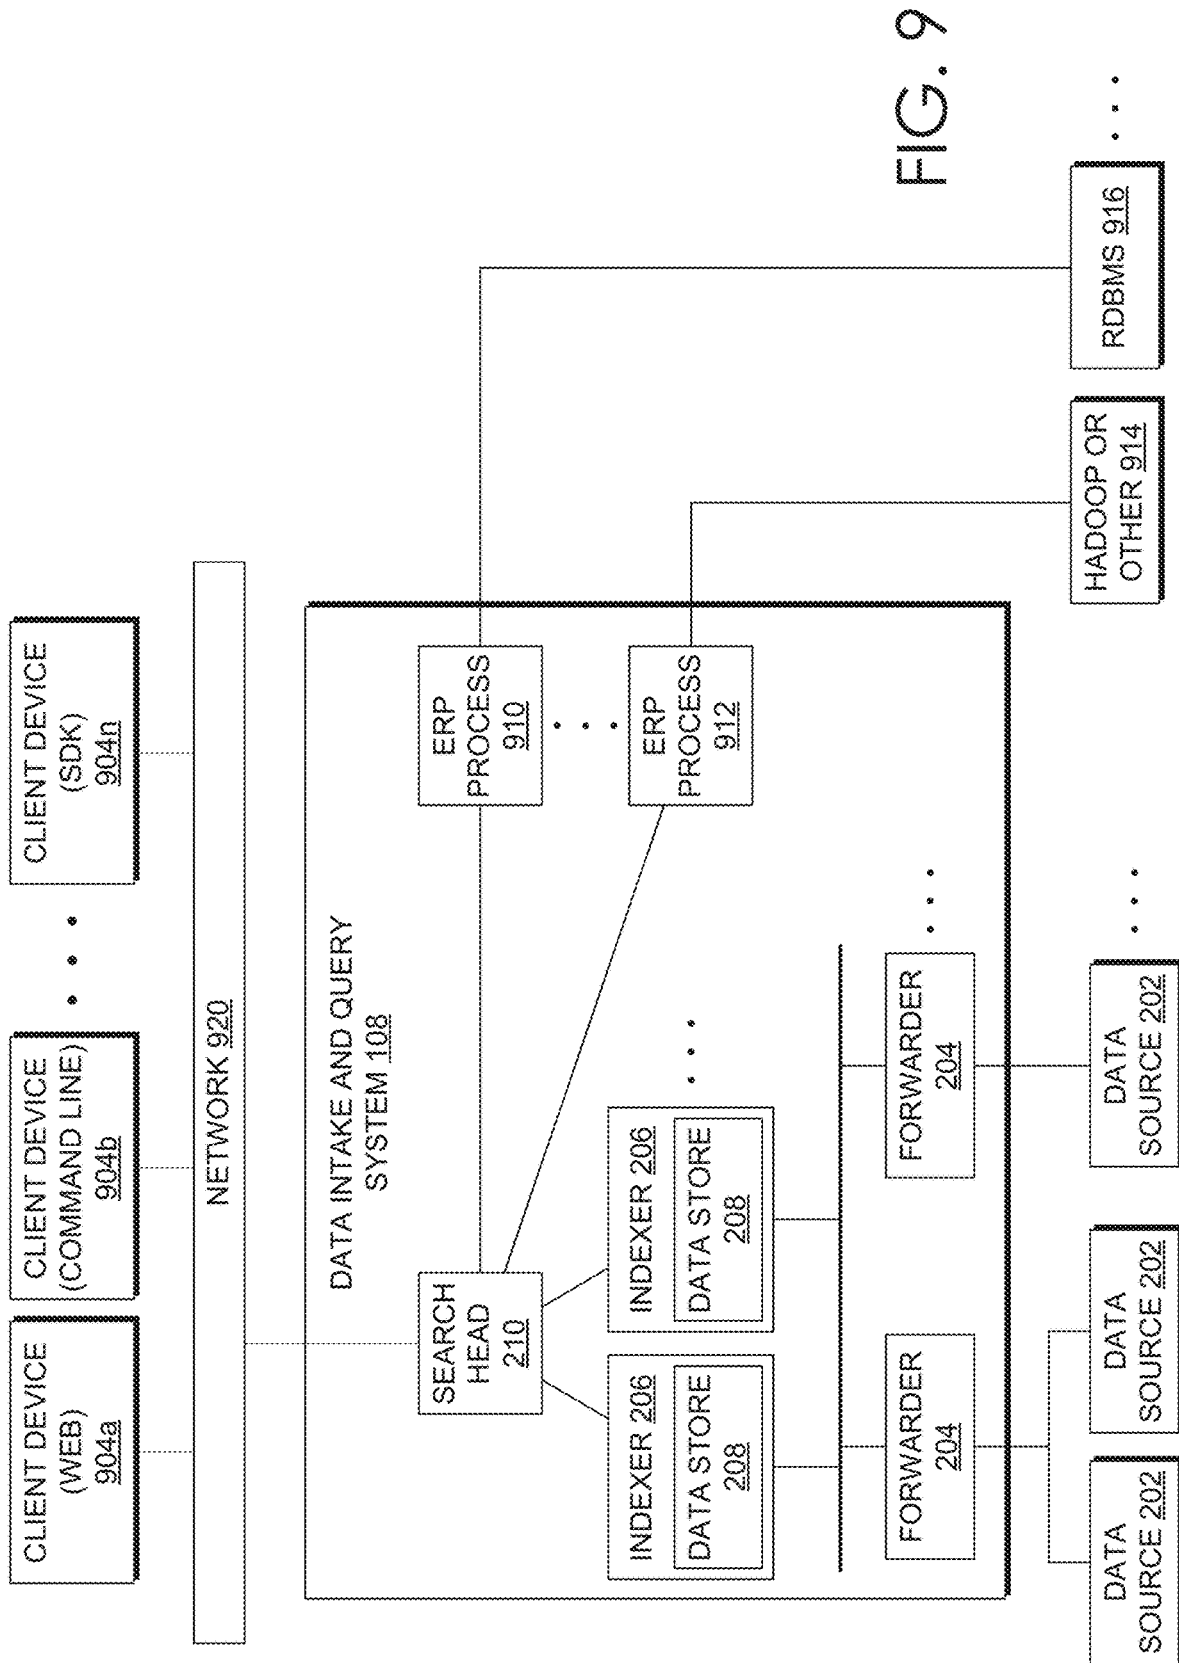 CLIENT DEVICE
(WEB)
904a
CLIENT DEVICE
(COMMAND LINE)
904b
CLIENT DEVICE
(SDK)
904n
NETWORK 920
DATA INTAKE AND QUERY
SYSTEM 108
SEARCH
HEAD
210
ERP
PROCESS
910
ERP
PROCESS
912
INDEXER 206
DATA STORE
208
INDEXER 206
DATA STORE
208
FORWARDER
204
FORWARDER
204
DATA
SOURCE 202
DATA
SOURCE 202
DATA
SOURCE 202
HADOOP OR
OTHER 914
RDBMS 916
FIG. 9